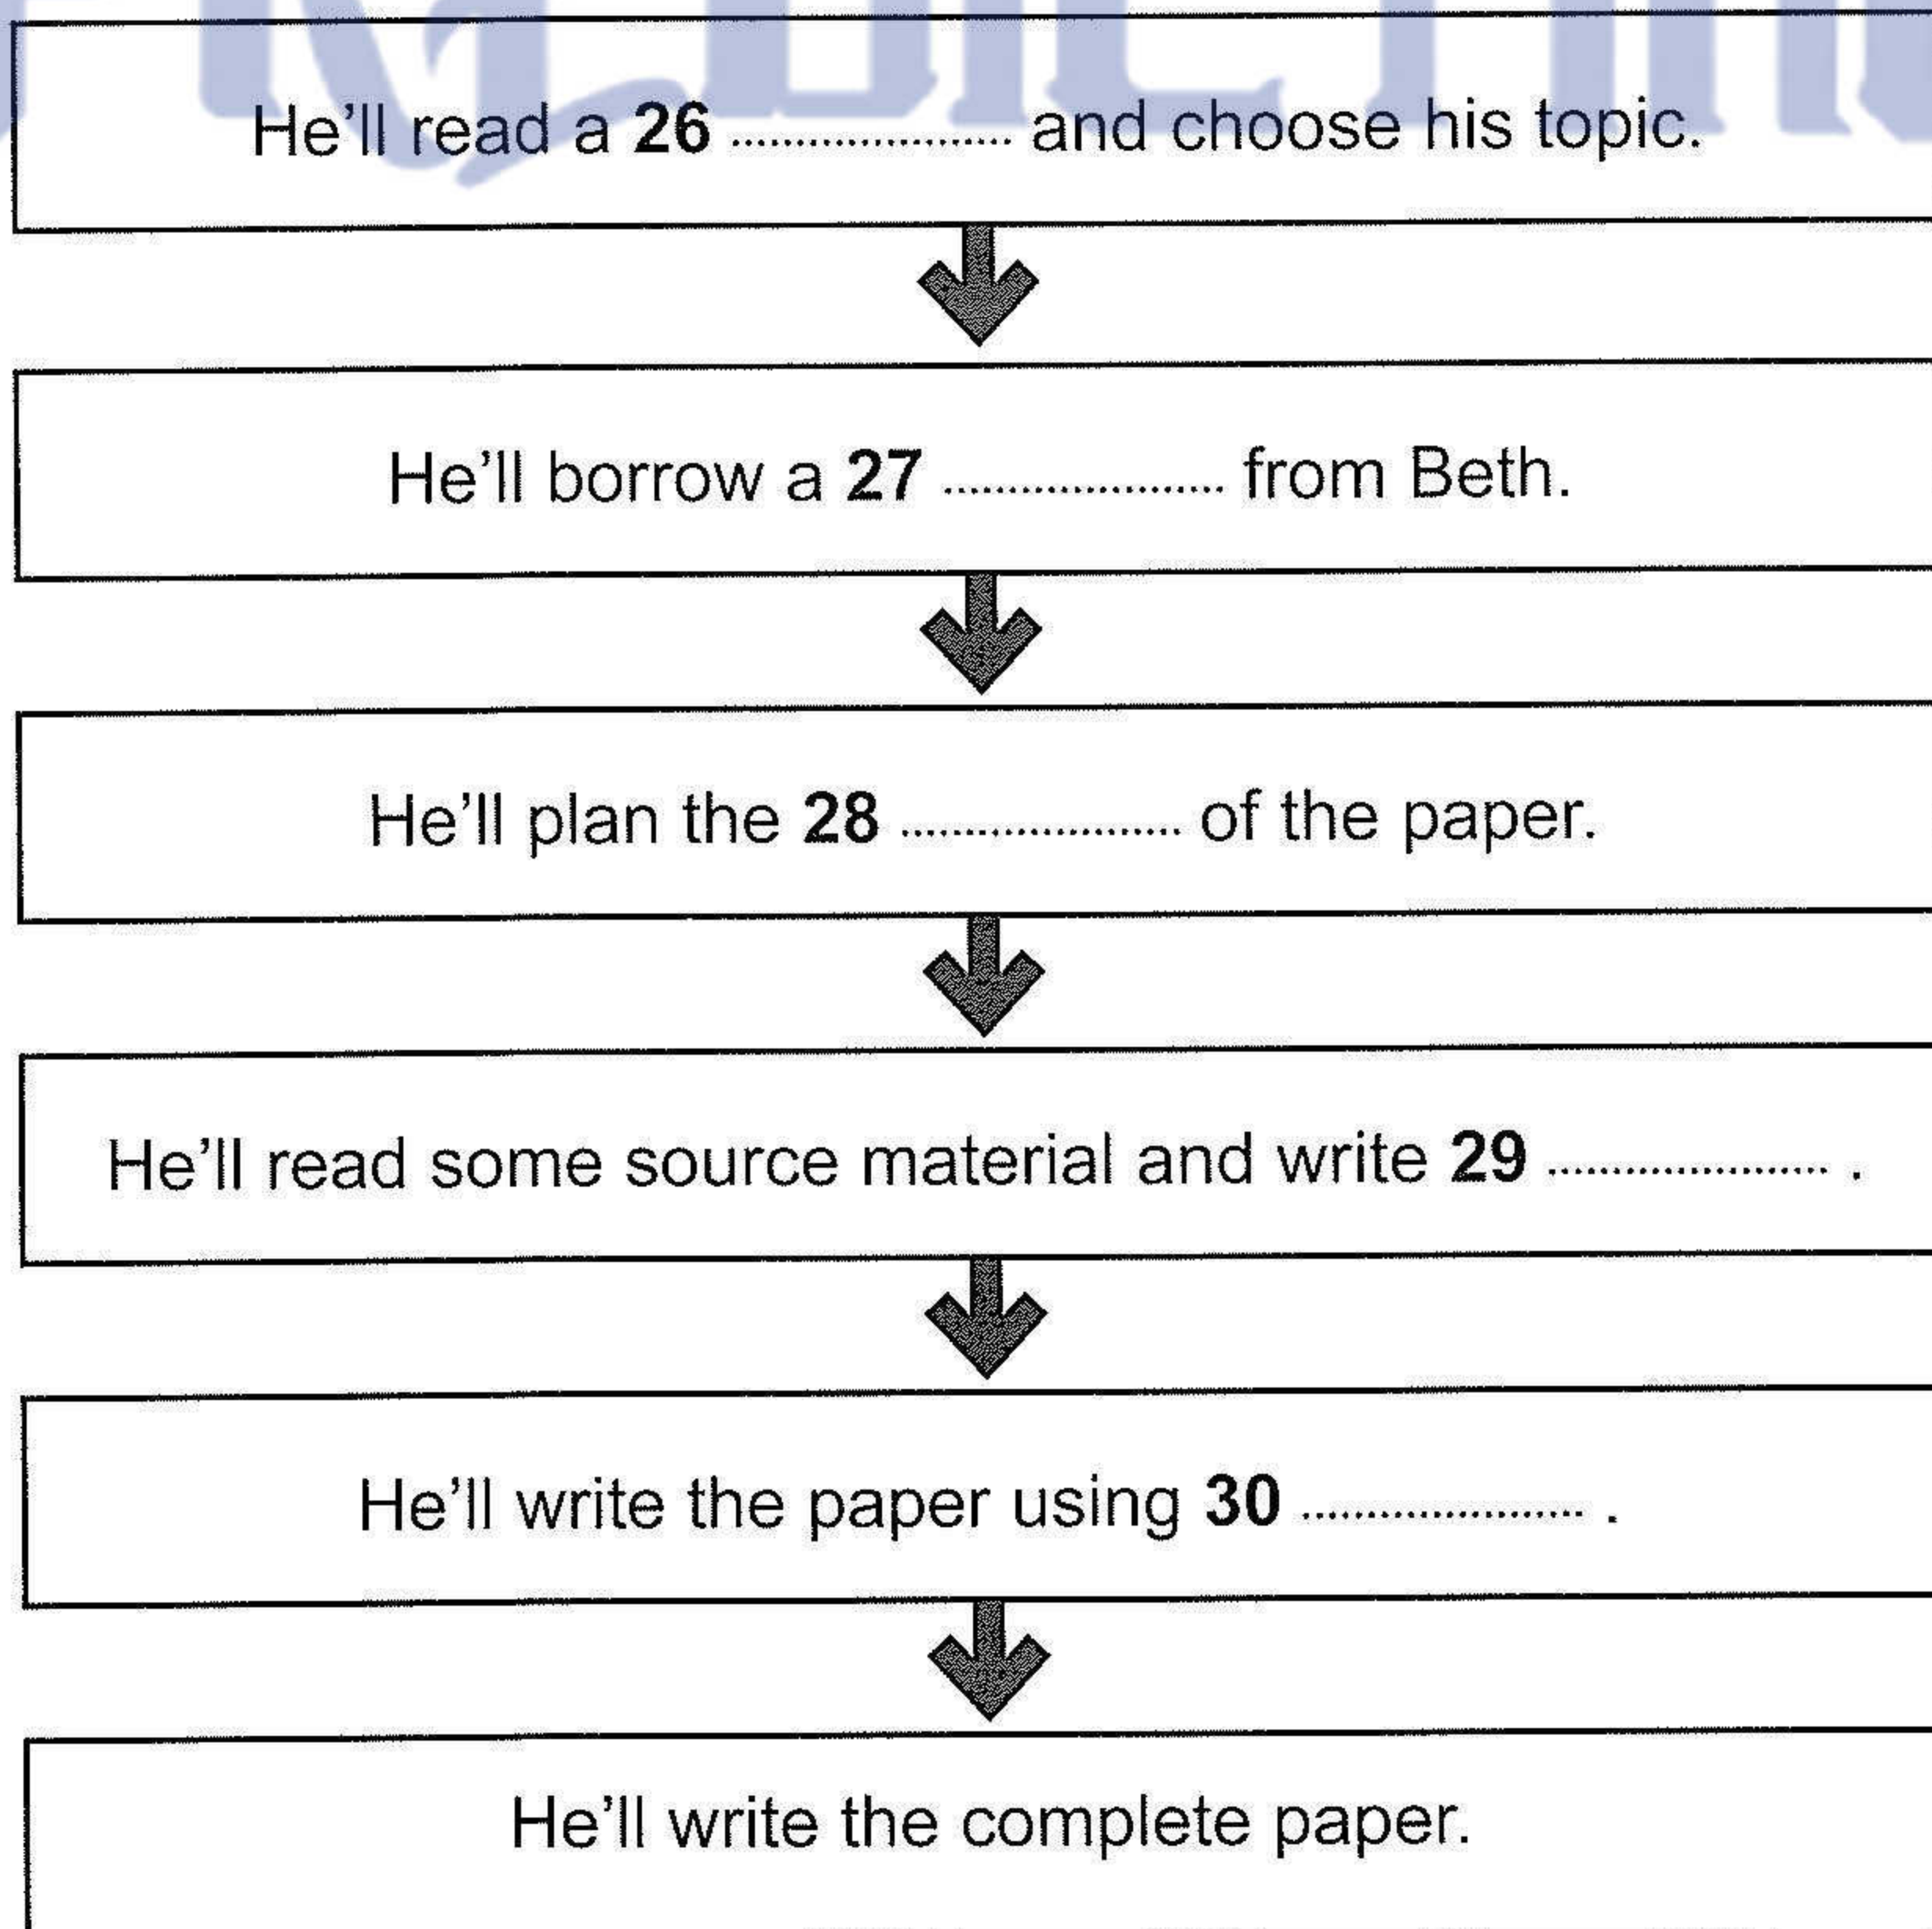 He'll read a 26 ..................... and choose his topic.
He'll borrow a 27 ..................... from Beth.
He'll plan the 28 ..................... of the paper.
He'll read some source material and write 29 ..................... .
He'll write the paper using 30 ..................... .
He'll write the complete paper.